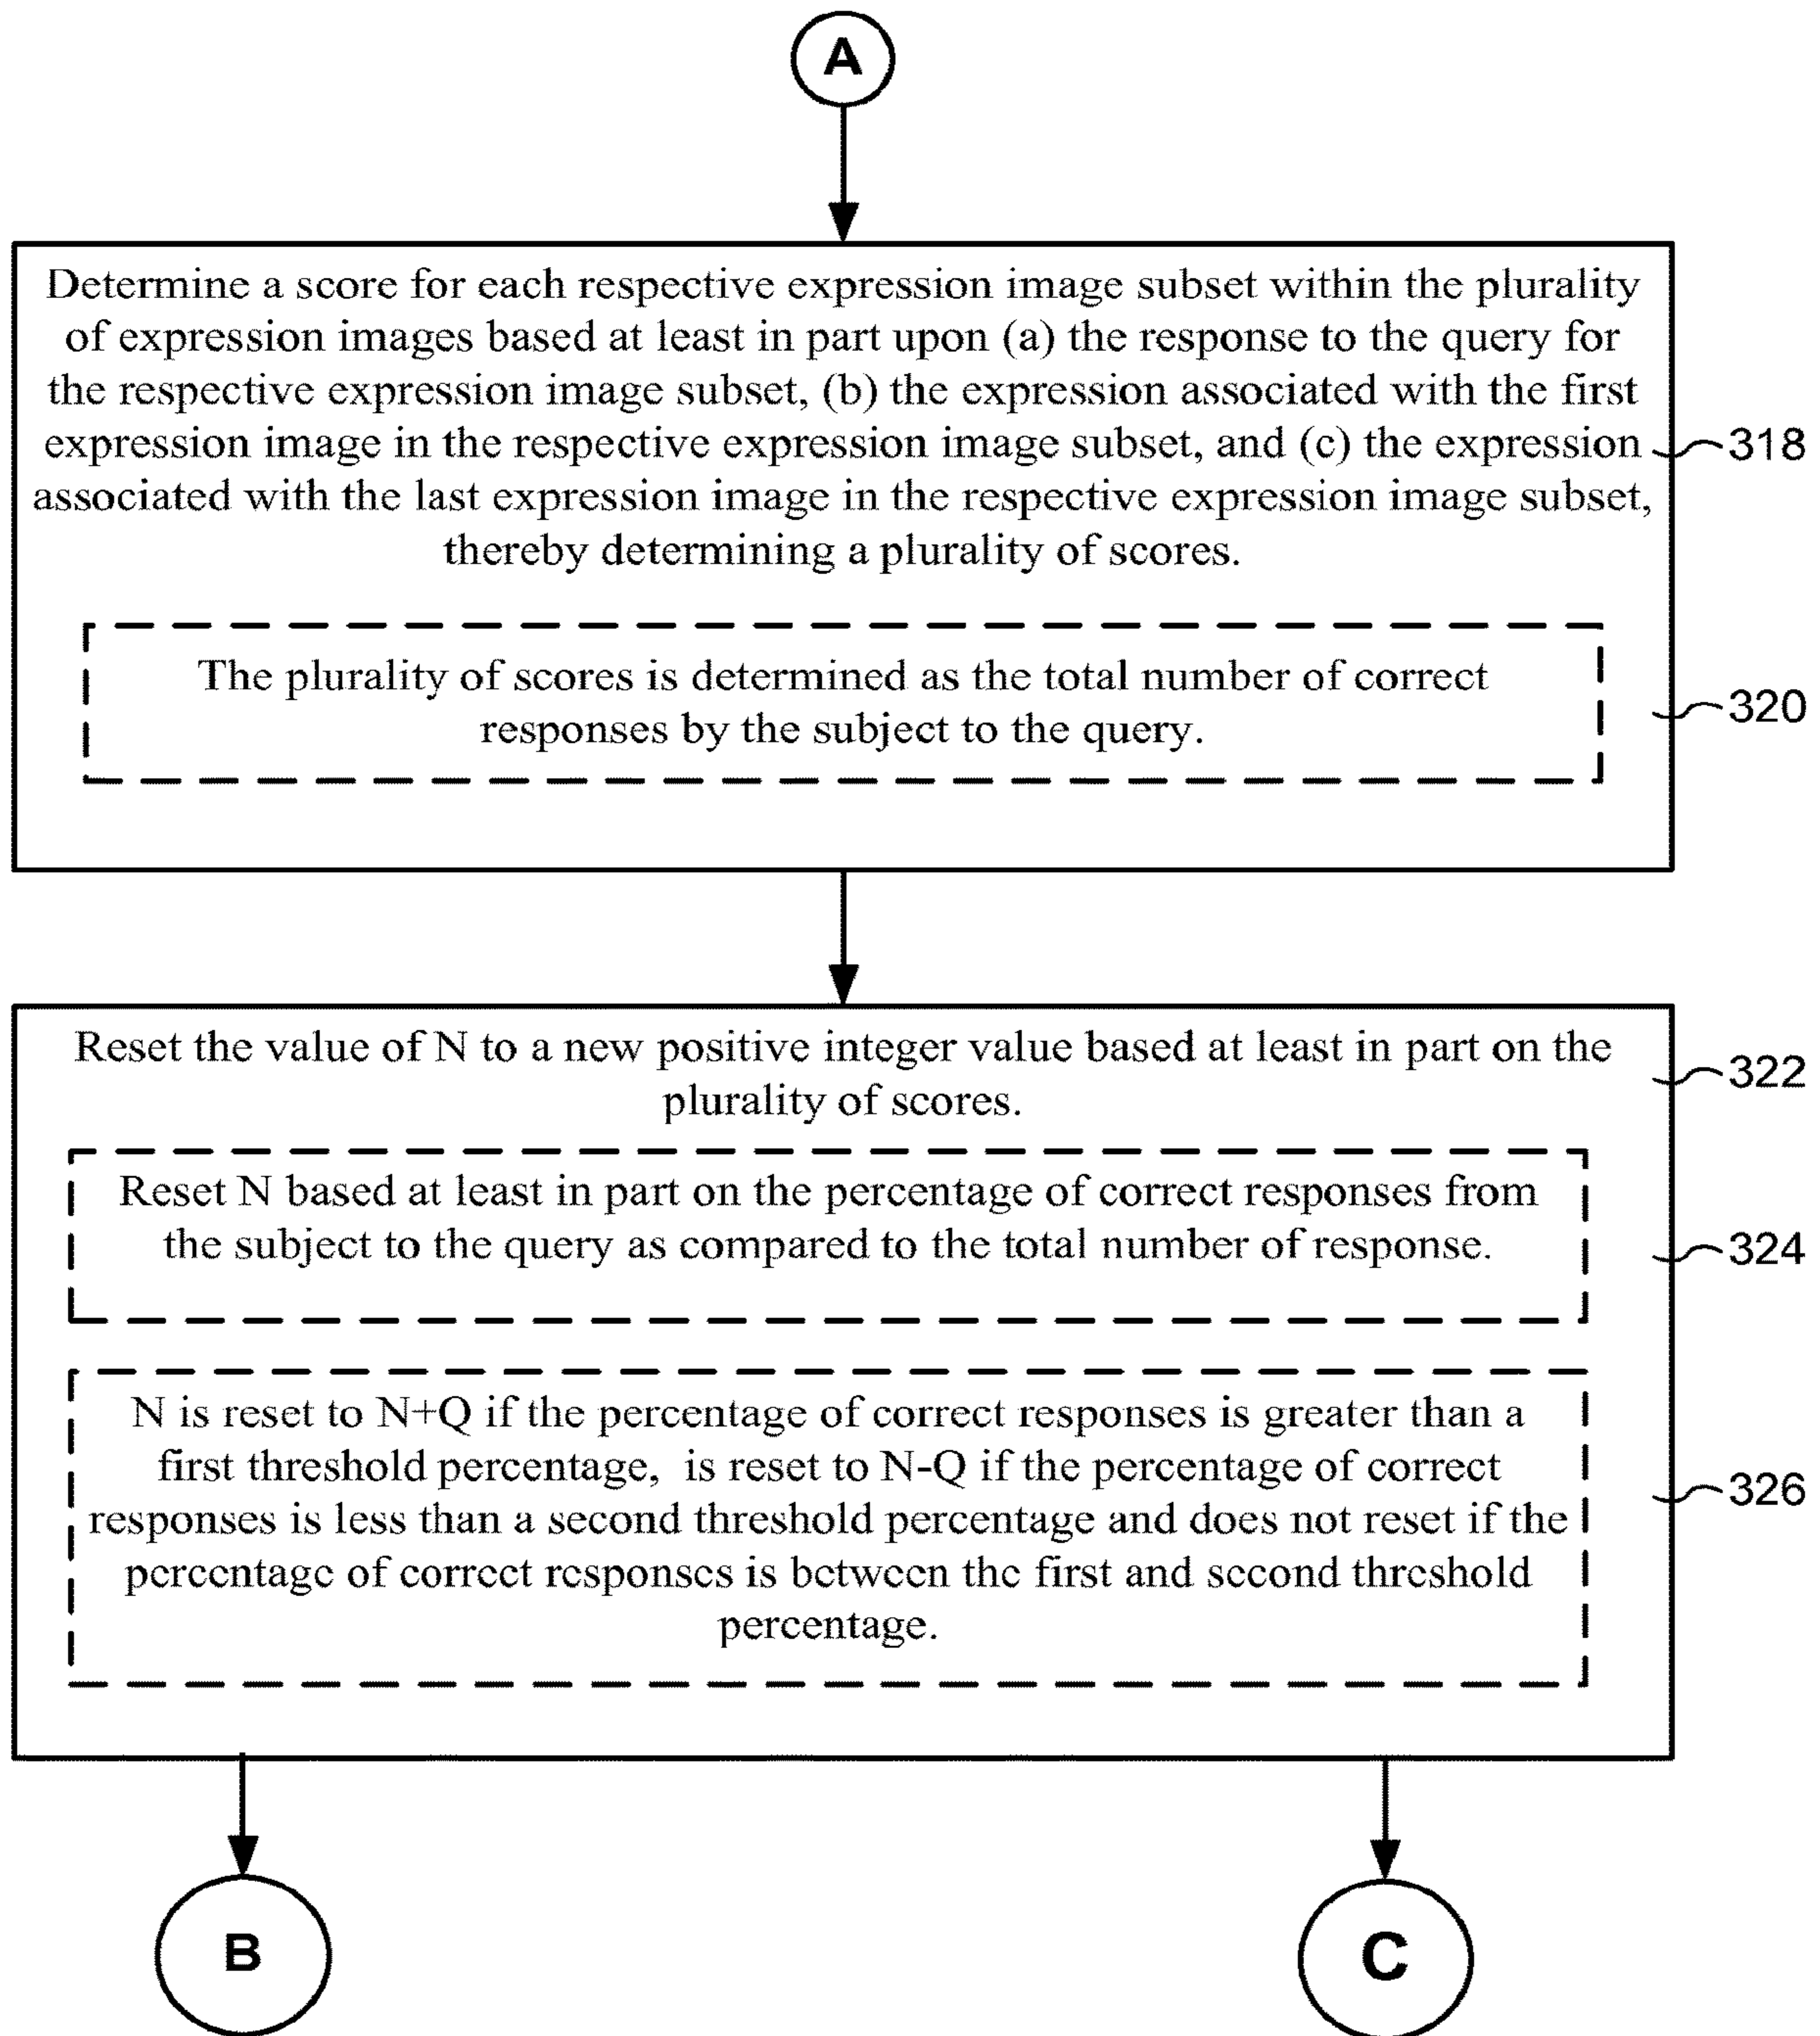 A
Determine a score for each respective expression image subset within the plurality
of expression images based at least in part upon (a) the response to the query for
the respective expression image subset, (b) the expression associated with the first
expression image in the respective expression image subset, and (c) the expression
associated with the last expression image in the respective expression image subset,
thereby determining a plurality of scores.
318
The plurality of scores is determined as the total number of correct
responses by the subject to the query.
320
Reset the value of N to a new positive integer value based at least in part on the
plurality of scores.
322
Reset N based at least in part on the percentage of correct responses from
the subject to the query as compared to the total number of response.
324
N is reset to N+Q if the percentage of correct responses is greater than a
first threshold percentage, is reset to N-Q if the percentage of correct
responses is less than a second threshold percentage and does not reset if the
percentage of correct responses is between the first and second threshold
percentage.
326
B
C